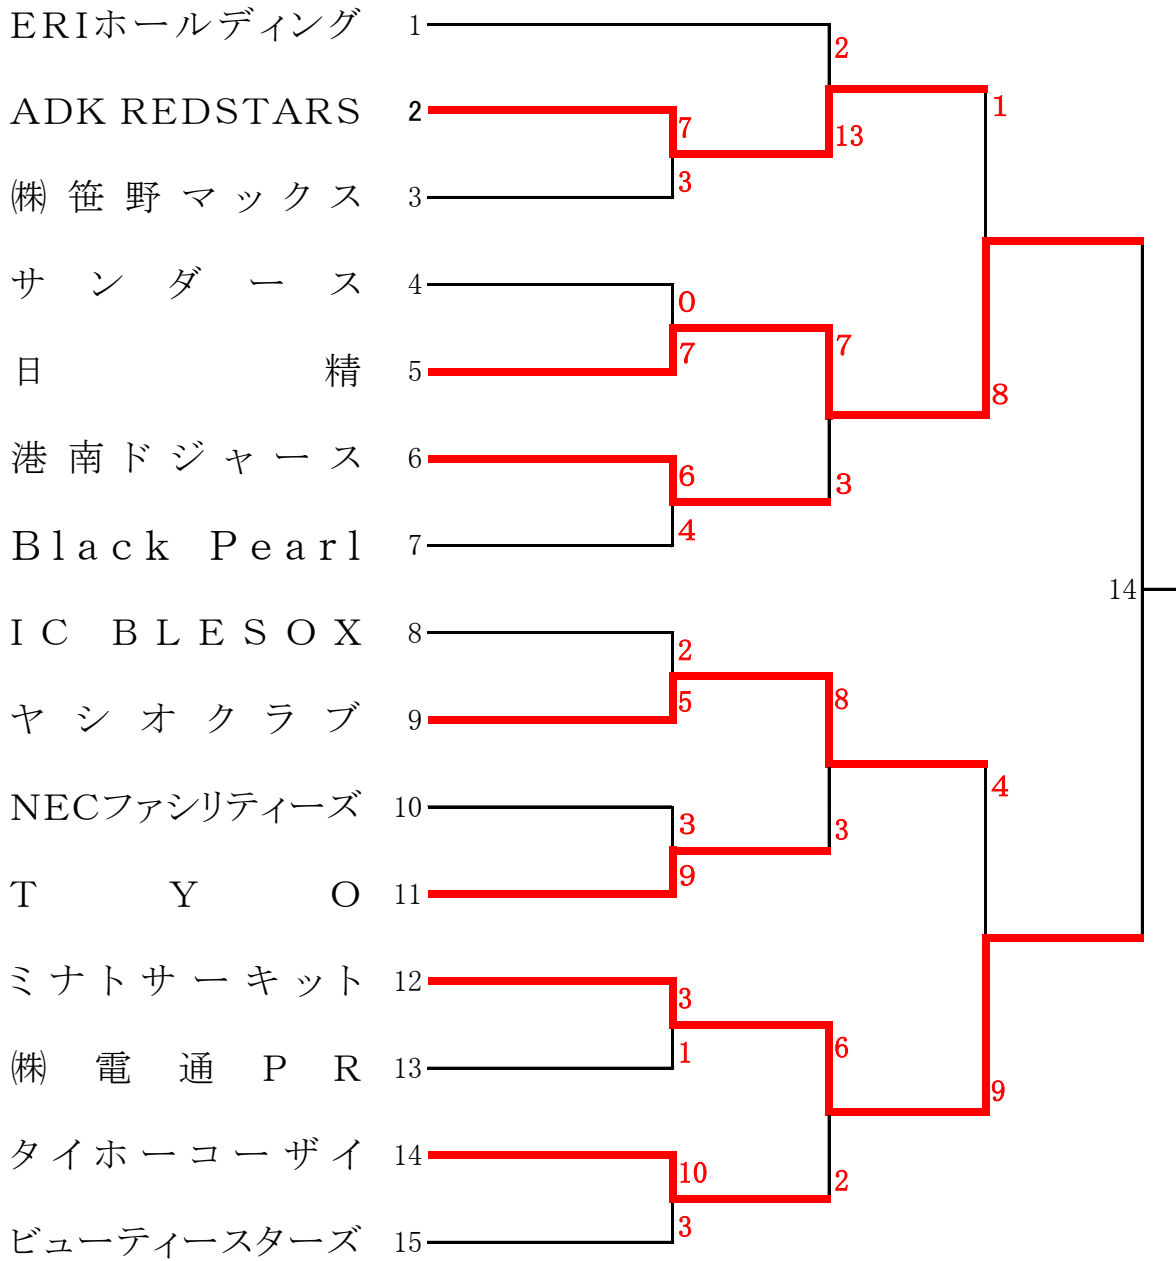 ERIホールディング 1
2
ADK REDSTARS 2
1
7
13
㈱笹野マックス 3
3
サンダース 4
0
7
7
日精 5
8
港南ドジャース 6
6
3
4
Black Pearl 7
14
IC BLESOX 8
2
5
8
ヤシオクラブ 9
4
NECファシリティーズ 10
3
3
9
TYO 11
ミナトサーキット 12
3
6
1
㈱電通PR 13
9
タイホーコーザイ 14
10
2
3
ビューティースターズ 15